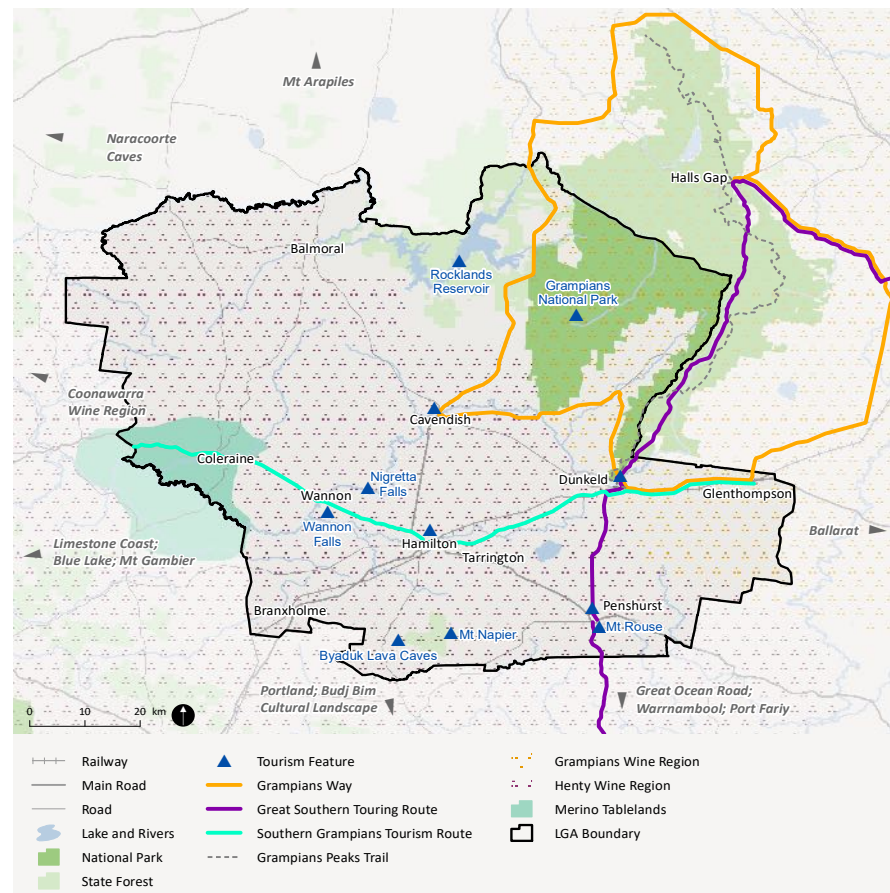 Mt Arapiles
Naracoorte
Caves
Halls Gap
Balmoral
Rocklands
Reservoir
Grampians
National Park
Coonawarra
Wine Region
Cavendish
Coleraine
Nigretta
Falls
Dunkeld
Wannon
Glenthompson
Wannon
Falls
Hamilton
Ballarat
Limestone Coast;
Blue Lake; Mt Gambier
Tarrington
Branxholme
Penshurst
Mt Rouse
Mt Napier
Byaduk Lava Caves
Portland; Budj Bim
Cultural Landscape
Great Ocean Road;
Warrnambool; Port Fariy
0 10 20 km
Railway
Main Road
Road
Lake and Rivers
National Park
State Forest
Tourism Feature
Grampians Way
Great Southern Touring Route
Southern Grampians Tourism Route
Grampians Peaks Trail
Grampians Wine Region
Henty Wine Region
Merino Tablelands
LGA Boundary